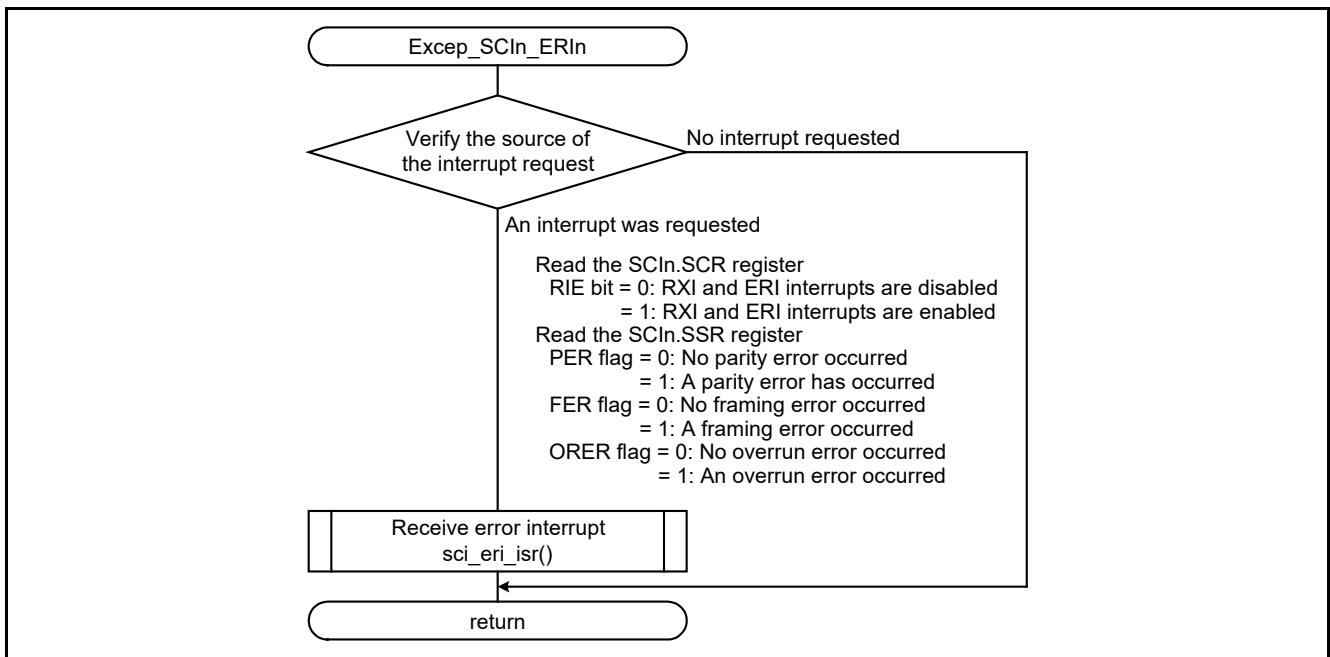 Excep_SCIn_ERIn
Verify the source of
the interrupt request
No interrupt requested
An interrupt was requested
Read the SCIn.SCR register
RIE bit = 0: RXI and ERI interrupts are disabled
= 1: RXI and ERI interrupts are enabled
Read the SCIn.SSR register
PER flag = 0: No parity error occurred
= 1: A parity error has occurred
FER flag = 0: No framing error occurred
= 1: A framing error occurred
ORER flag = 0: No overrun error occurred
= 1: An overrun error occurred
Receive error interrupt
sci_eri_isr()
return